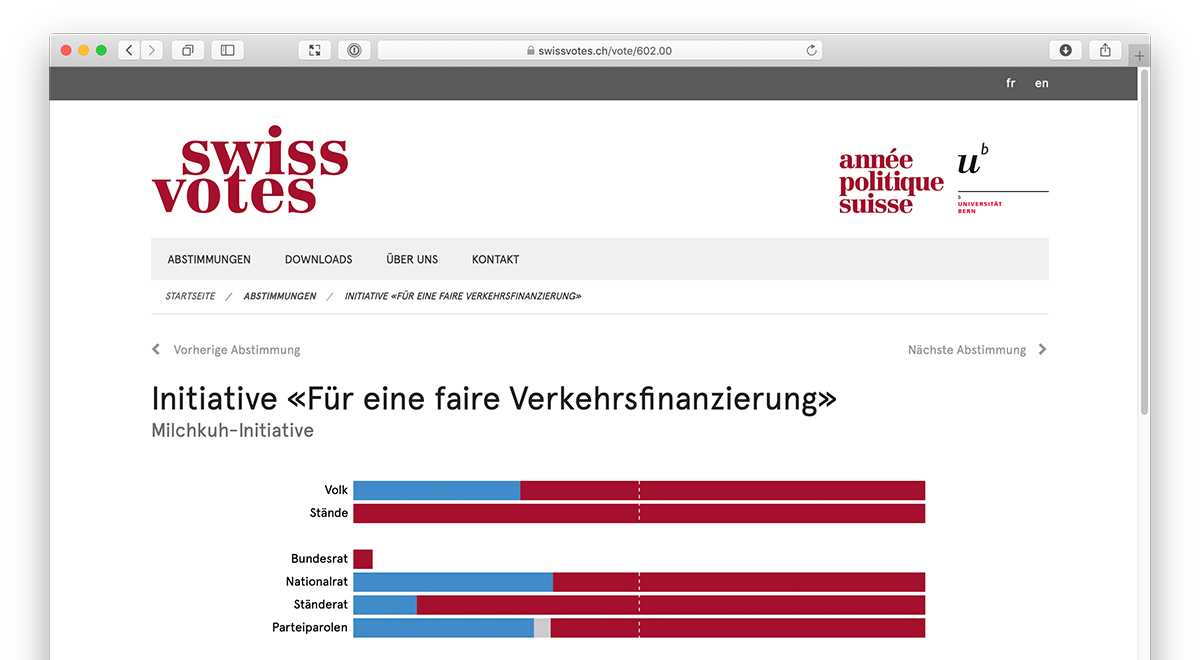 swissvotes.ch/vote/602.00
fr en
swiss
votes
année
politique
suisse
u b
b
UNIVERSITÄT
BERN
ABSTIMMUNGEN DOWNLOADS ÜBER UNS KONTAKT
STARTSEITE / ABSTIMMUNGEN / INITIATIVE «FÜR EINE FAIRE VERKEHRSFINANZIERUNG»
Vorherige Abstimmung Nächste Abstimmung
Initiative «Für eine faire Verkehrsfinanzierung»
Milchkuh-Initiative
Volk
Stände
Bundesrat
Nationalrat
Ständerat
Parteiparolen